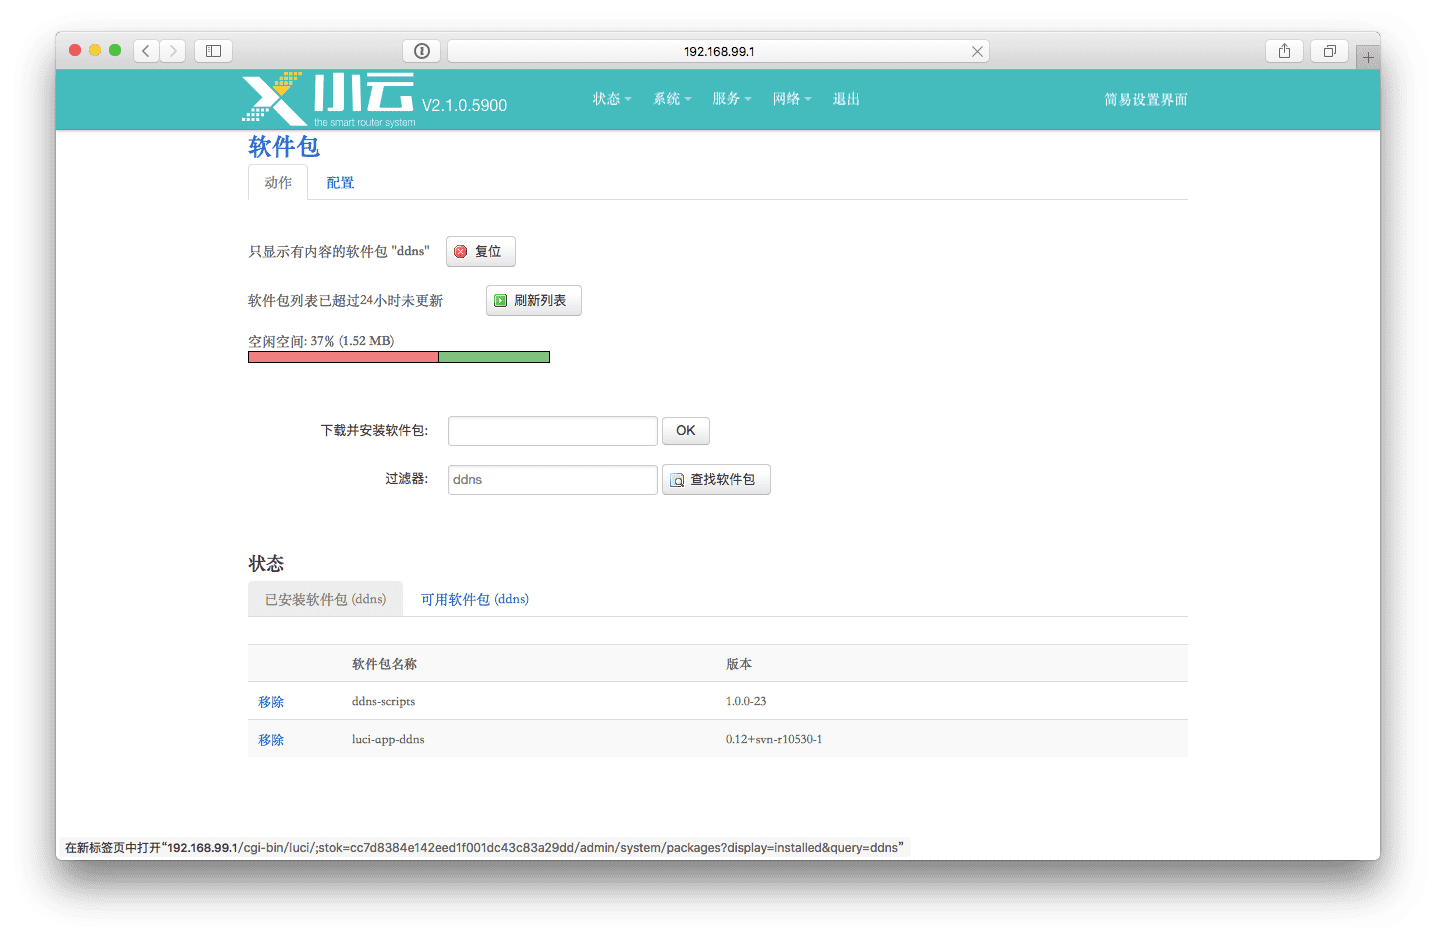 192.168.99.1
小云
the smart router system
V2.1.0.5900
状态
系统
服务
网络
退出
简易设置界面
软件包
动作
配置
只显示有内容的软件包 "ddns"
复位
软件包列表已超过24小时未更新
刷新列表
空闲空间: 37% (1.52 MB)
下载并安装软件包:
OK
过滤器:
ddns
查找软件包
状态
已安装软件包 (ddns)
可用软件包 (ddns)
软件包名称
版本
移除
ddns-scripts
1.0.0-23
移除
luci-app-ddns
0.12+svn-r10530-1
在新标签页中打开“192.168.99.1/cgi-bin/luci/;stok=cc7d8384e142eed1f001dc43c83a29dd/admin/system/packages?display=installed&query=ddns”